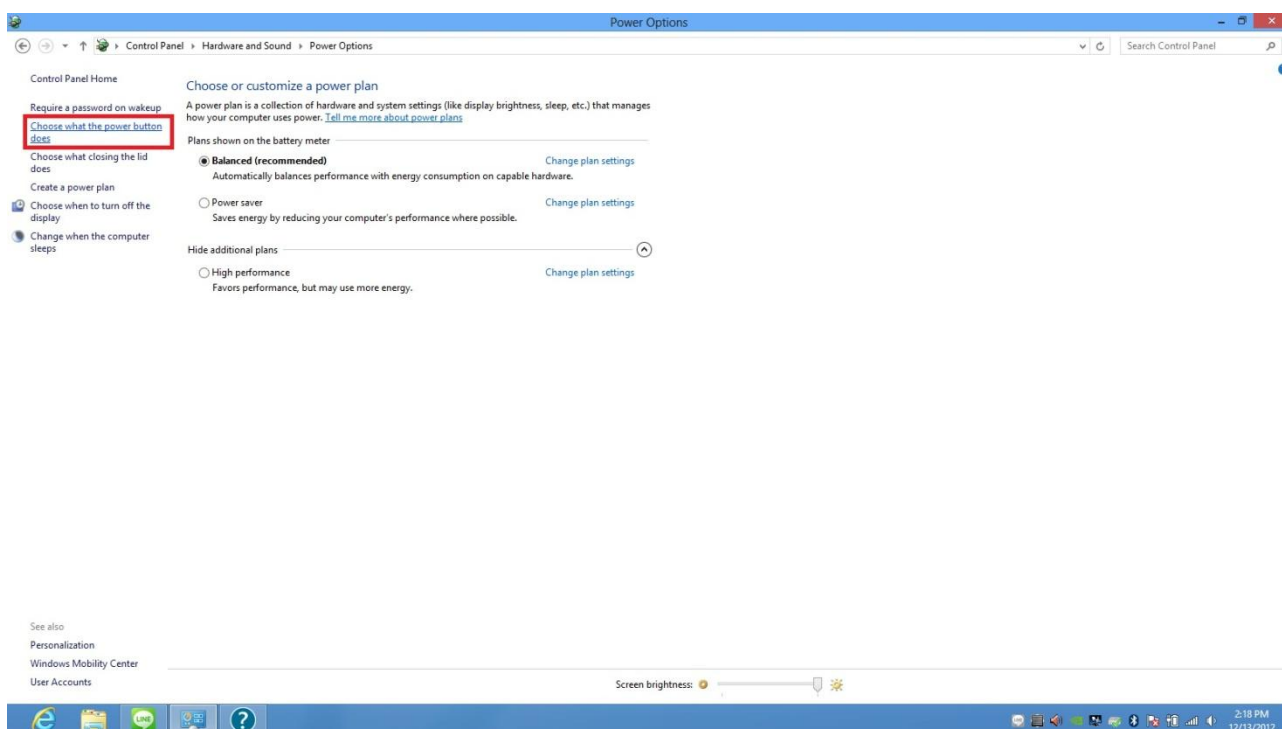 Power Options
Control Panel Hardware and Sound Power Options
Search Control Panel
Control Panel Home
Require a password on wakeup
Choose what the power button
does
Choose what closing the lid
does
Create a power plan
Choose when to turn off the
display
Change when the computer
sleeps
Choose or customize a power plan
A power plan is a collection of hardware and system settings (like display brightness, sleep, etc.) that manages
how your computer uses power. Tell me more about power plans
Plans shown on the battery meter
Balanced (recommended) Change plan settings
Automatically balances performance with energy consumption on capable hardware.
Power saver Change plan settings
Saves energy by reducing your computer's performance where possible.
Hide additional plans
High performance Change plan settings
Favors performance, but may use more energy.
See also
Personalization
Windows Mobility Center
User Accounts
Screen brightness:
LINE
2:18 PM
12/13/2012